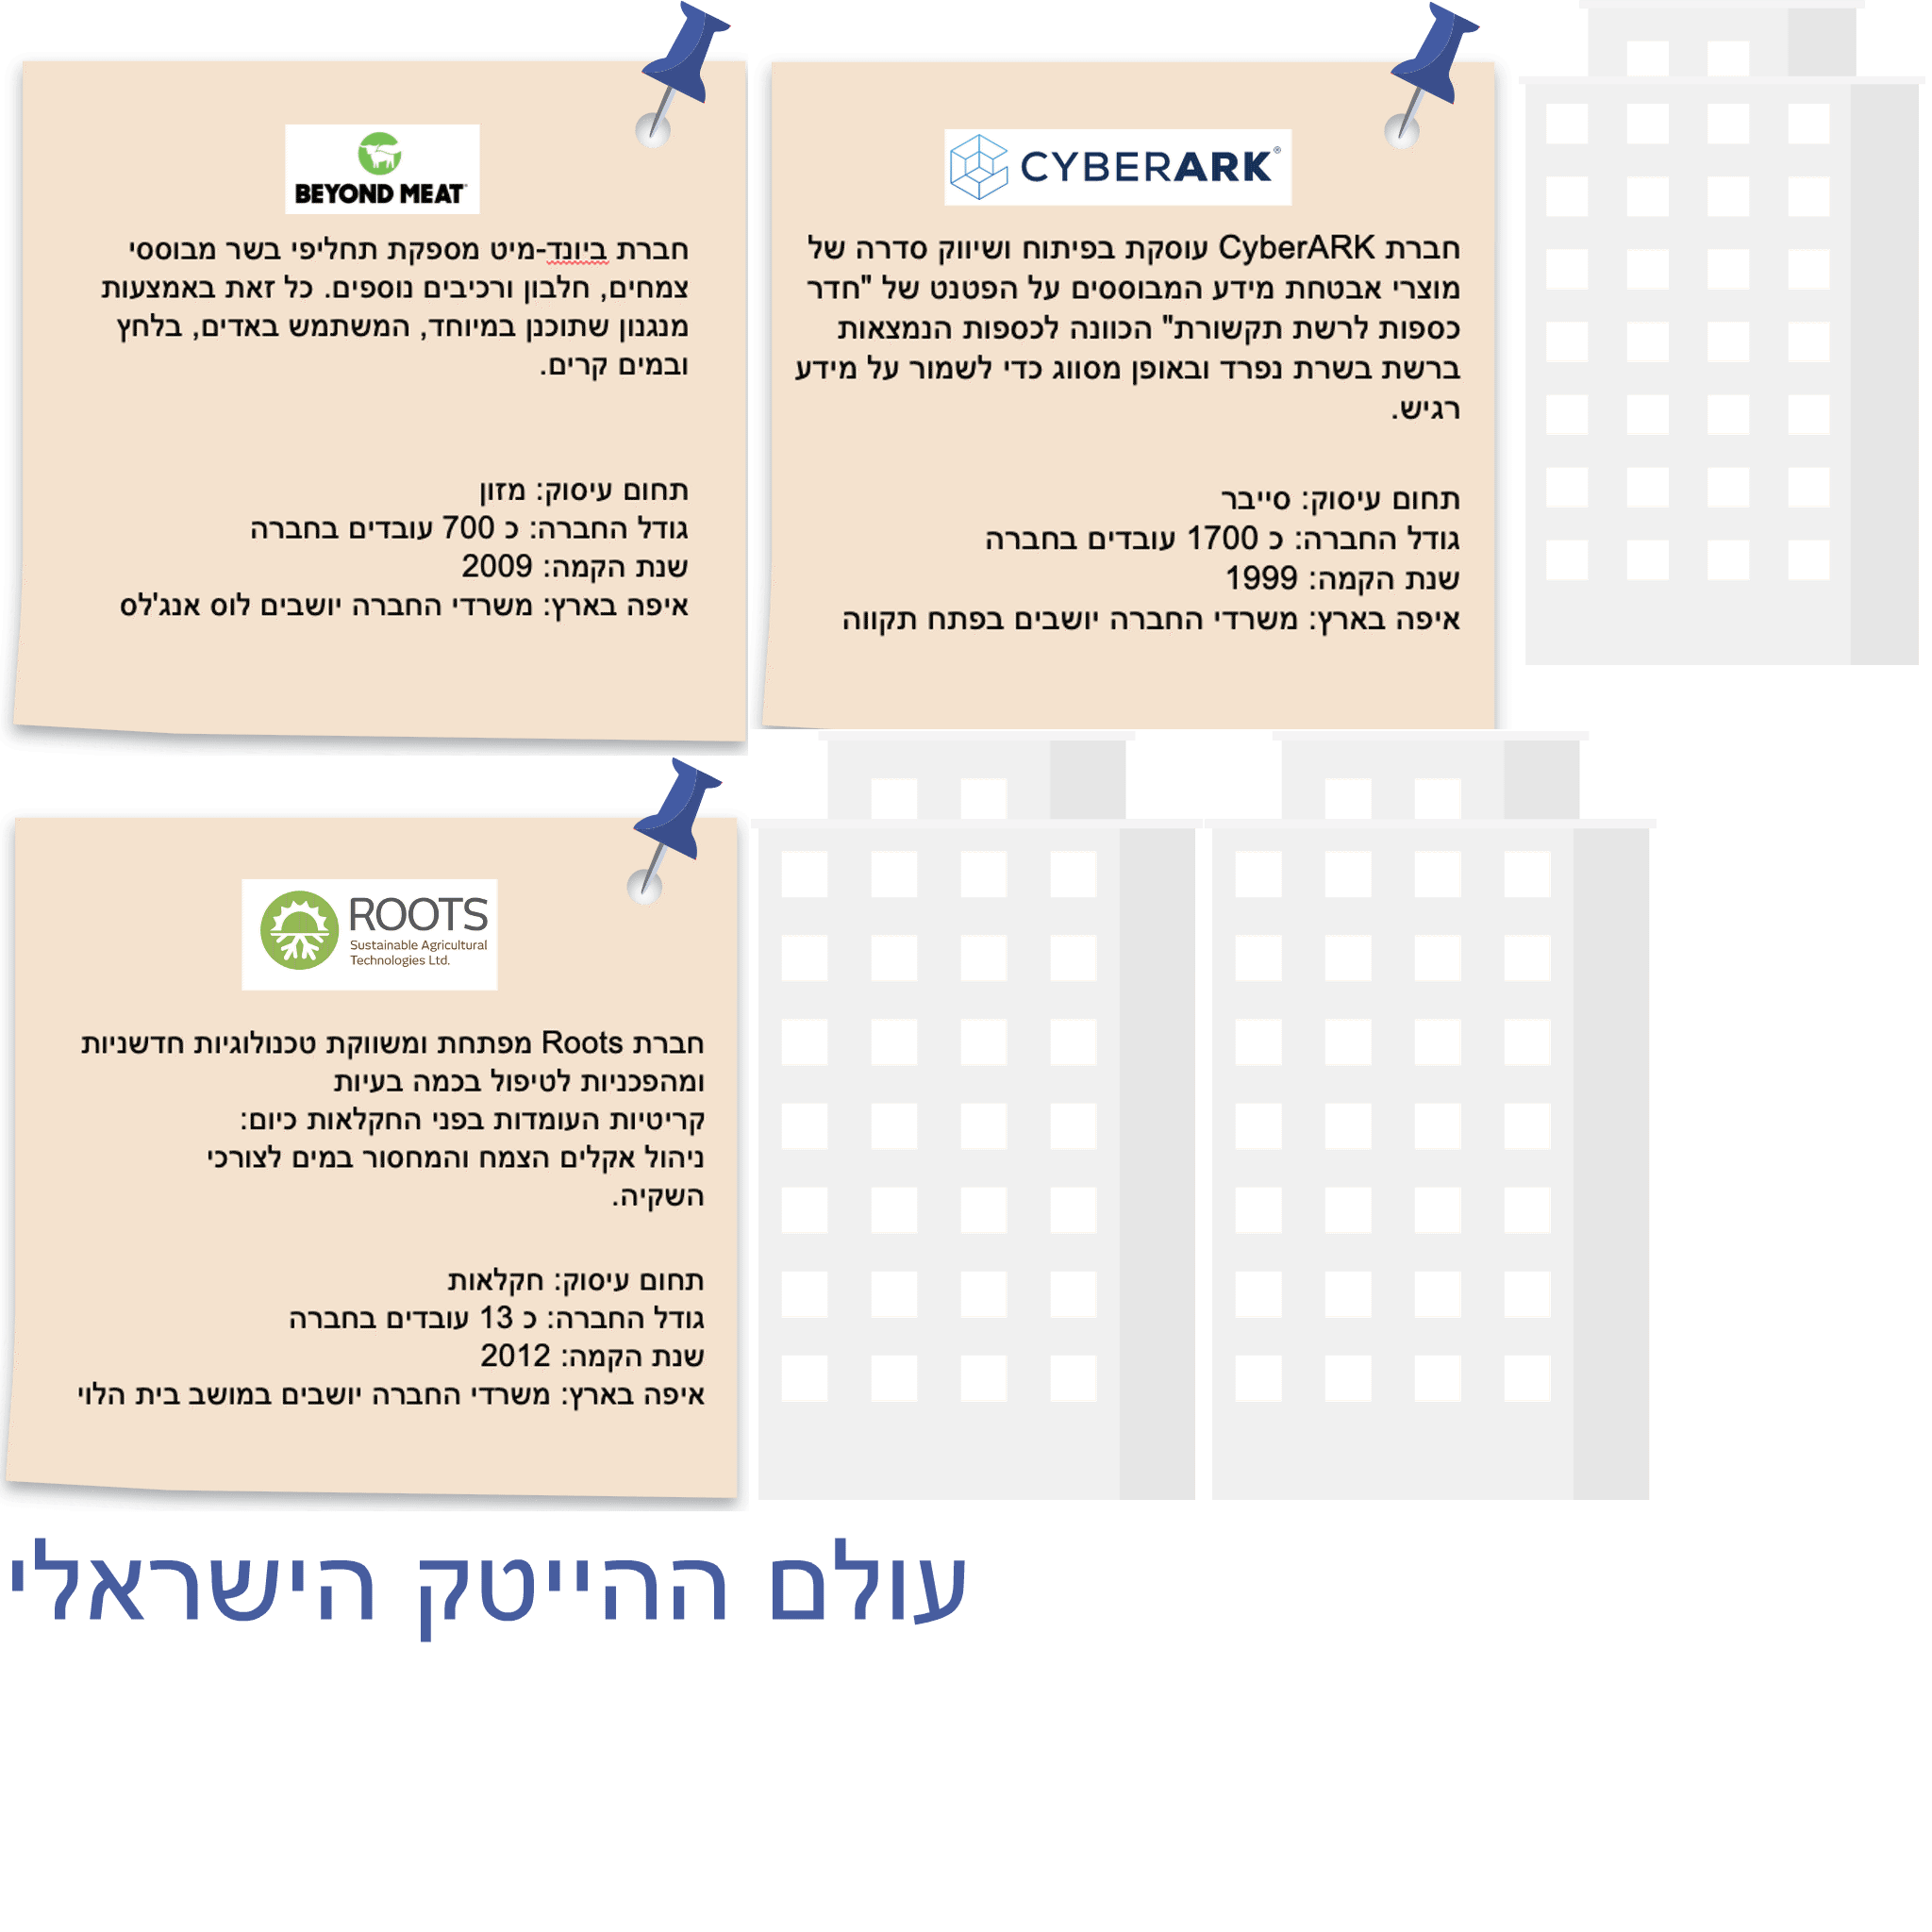 BEYOND MEAT
חברת ביונד-מיט מספקת תחליפי בשר מבוססי
צמחים, חלבון ורכיבים נוספים. כל זאת באמצעות
מנגנון שתוכנן במיוחד, המשתמש באדים, בלחץ
ובמים קרים.
תחום עיסוק: מזון
גודל החברה: כ 700 עובדים בחברה
שנת הקמה: 2009
איפה בארץ: משרדי החברה יושבים לוס אנג'לס
CYBERARK®
חברת CyberARK עוסקת בפיתוח ושיווק סדרה של
מוצרי אבטחת מידע המבוססים על הפטנט של "חדר
כספות לרשת תקשורת" הכוונה לכספות הנמצאות
ברשת בשרת נפרד ובאופן מסווג כדי לשמור על מידע
רגיש.
תחום עיסוק: סייבר
גודל החברה: כ 1700 עובדים בחברה
שנת הקמה: 1999
איפה בארץ: משרדי החברה יושבים בפתח תקווה
ROOTS
Sustainable Agricultural
Technologies Ltd.
חברת Roots מפתחת ומשווקת טכנולוגיות חדשניות
ומהפכניות לטיפול בכמה בעיות
קריטיות העומדות בפני החקלאות כיום:
ניהול אקלים הצמח והמחסור במים לצורכי
השקיה.
תחום עיסוק: חקלאות
גודל החברה: כ 13 עובדים בחברה
שנת הקמה: 2012
איפה בארץ: משרדי החברה יושבים במושב בית הלוי
עולם ההייטק הישראלי